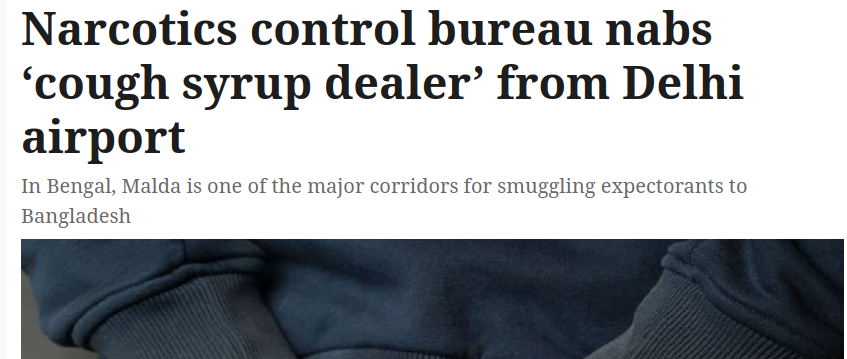 Narcotics control bureau nabs
‘cough syrup dealer’ from Delhi
airport
In Bengal, Malda is one of the major corridors for smuggling expectorants to
Bangladesh